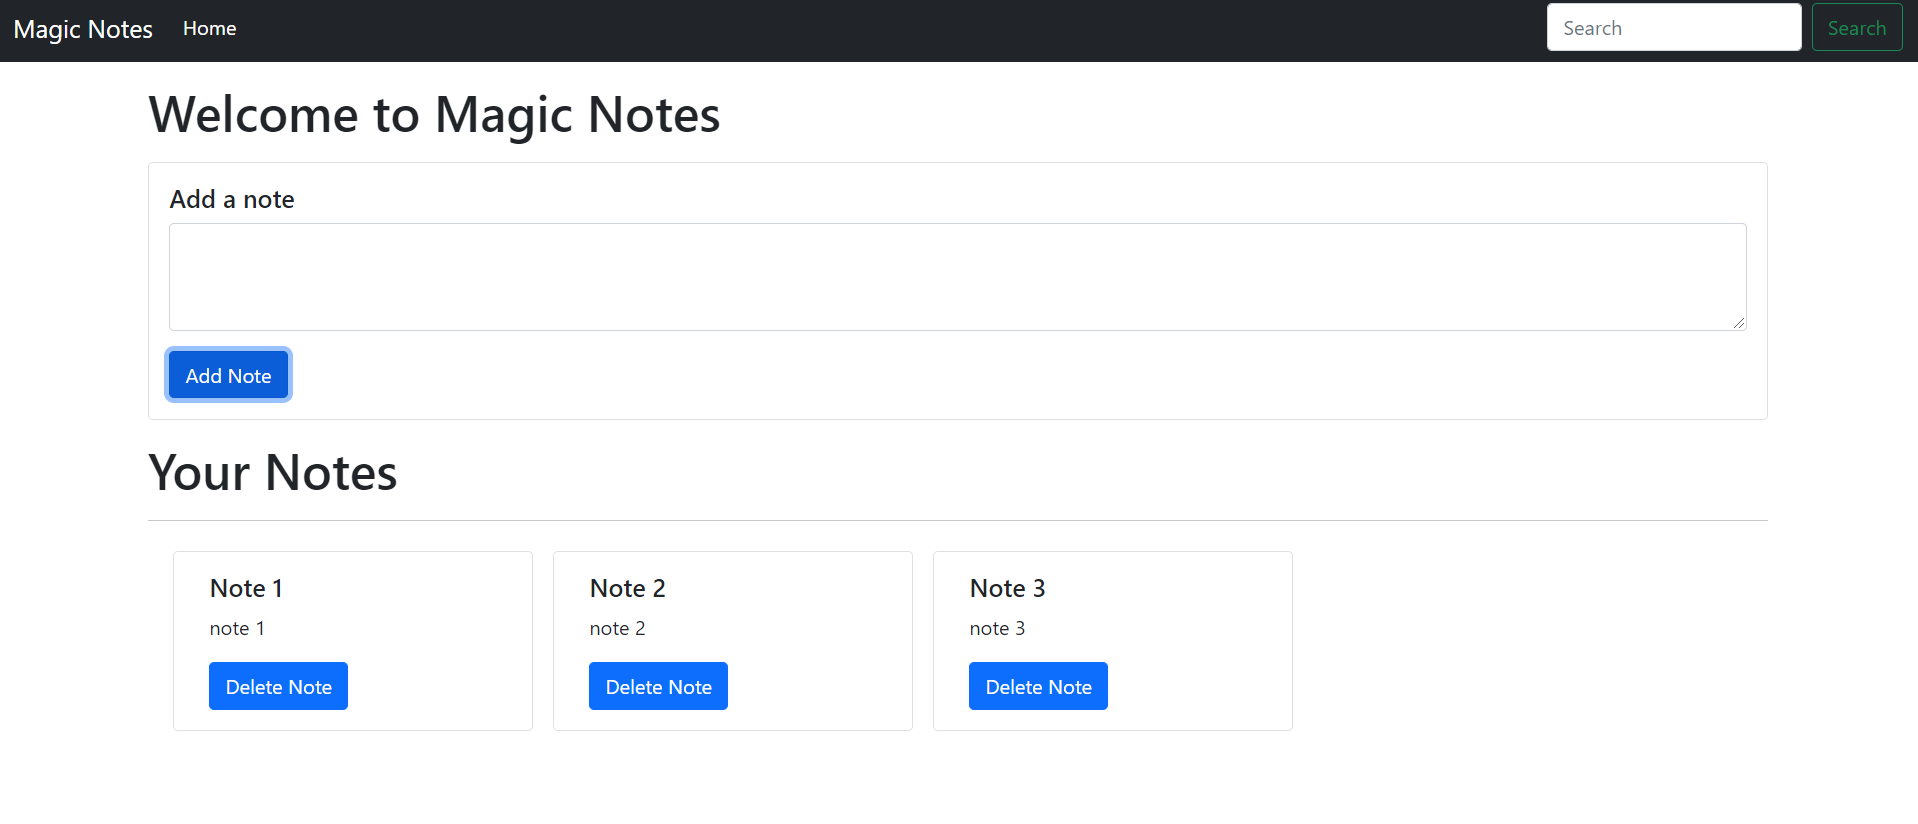 Magic Notes Home Search Search
Welcome to Magic Notes
Add a note
Add Note
Your Notes
Note 1
note 1
Delete Note
Note 2
note 2
Delete Note
Note 3
note 3
Delete Note